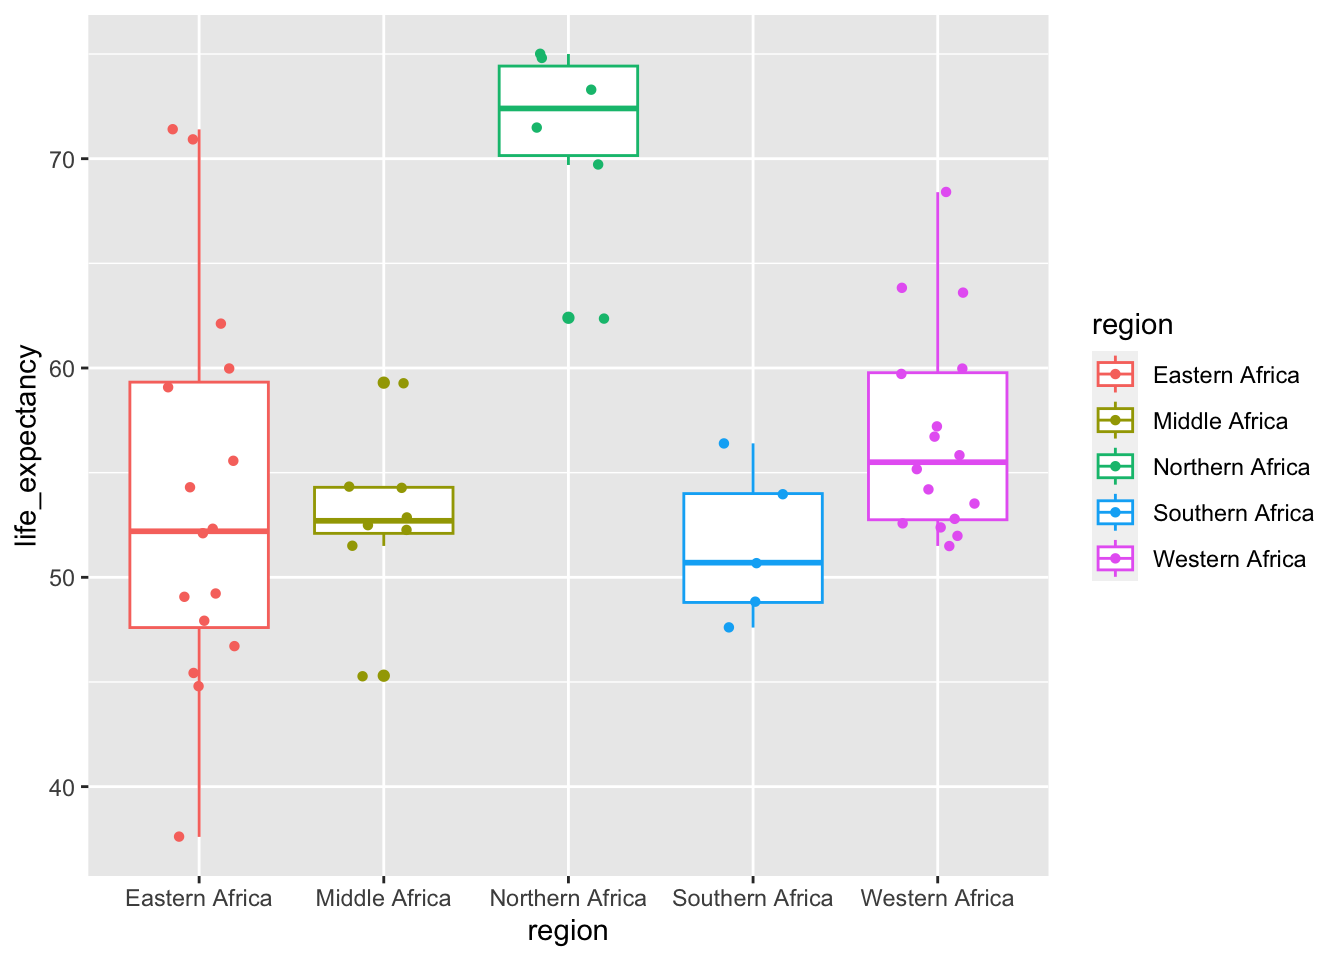 life_expectancy
70
60
50
40
Eastern Africa
Middle Africa
Northern Africa
Southern Africa
Western Africa
region
region
Eastern Africa
Middle Africa
Northern Africa
Southern Africa
Western Africa